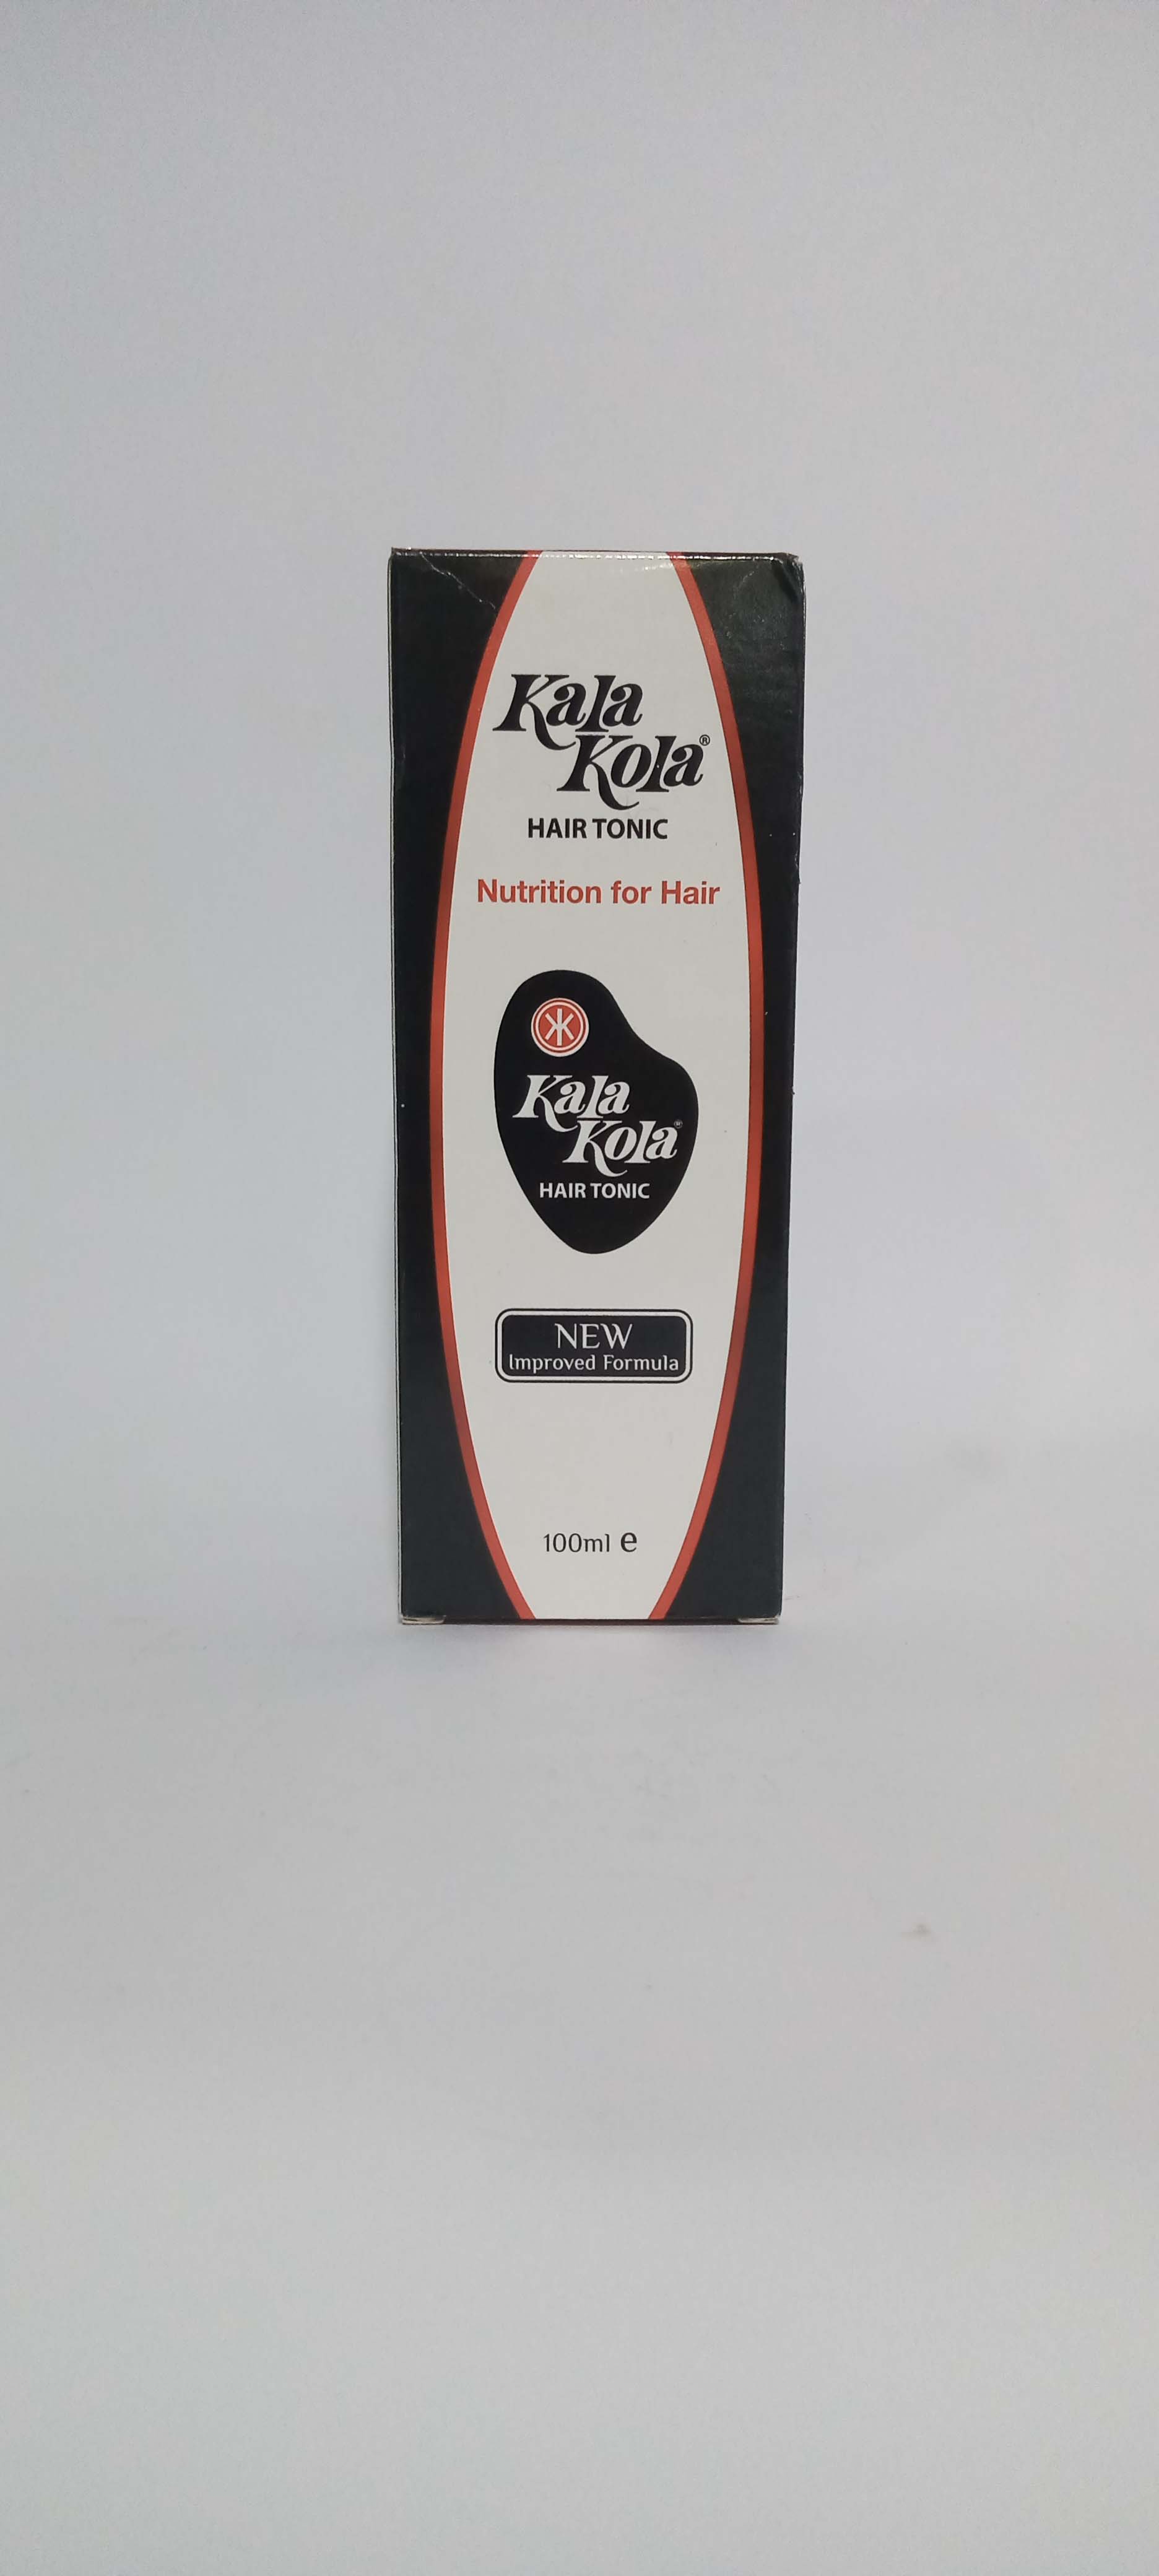 Kala
Kola®
HAIR TONIC
Nutrition for Hair
K
Kala
Kola®
HAIR TONIC
NEW
Improved Formula
100ml e